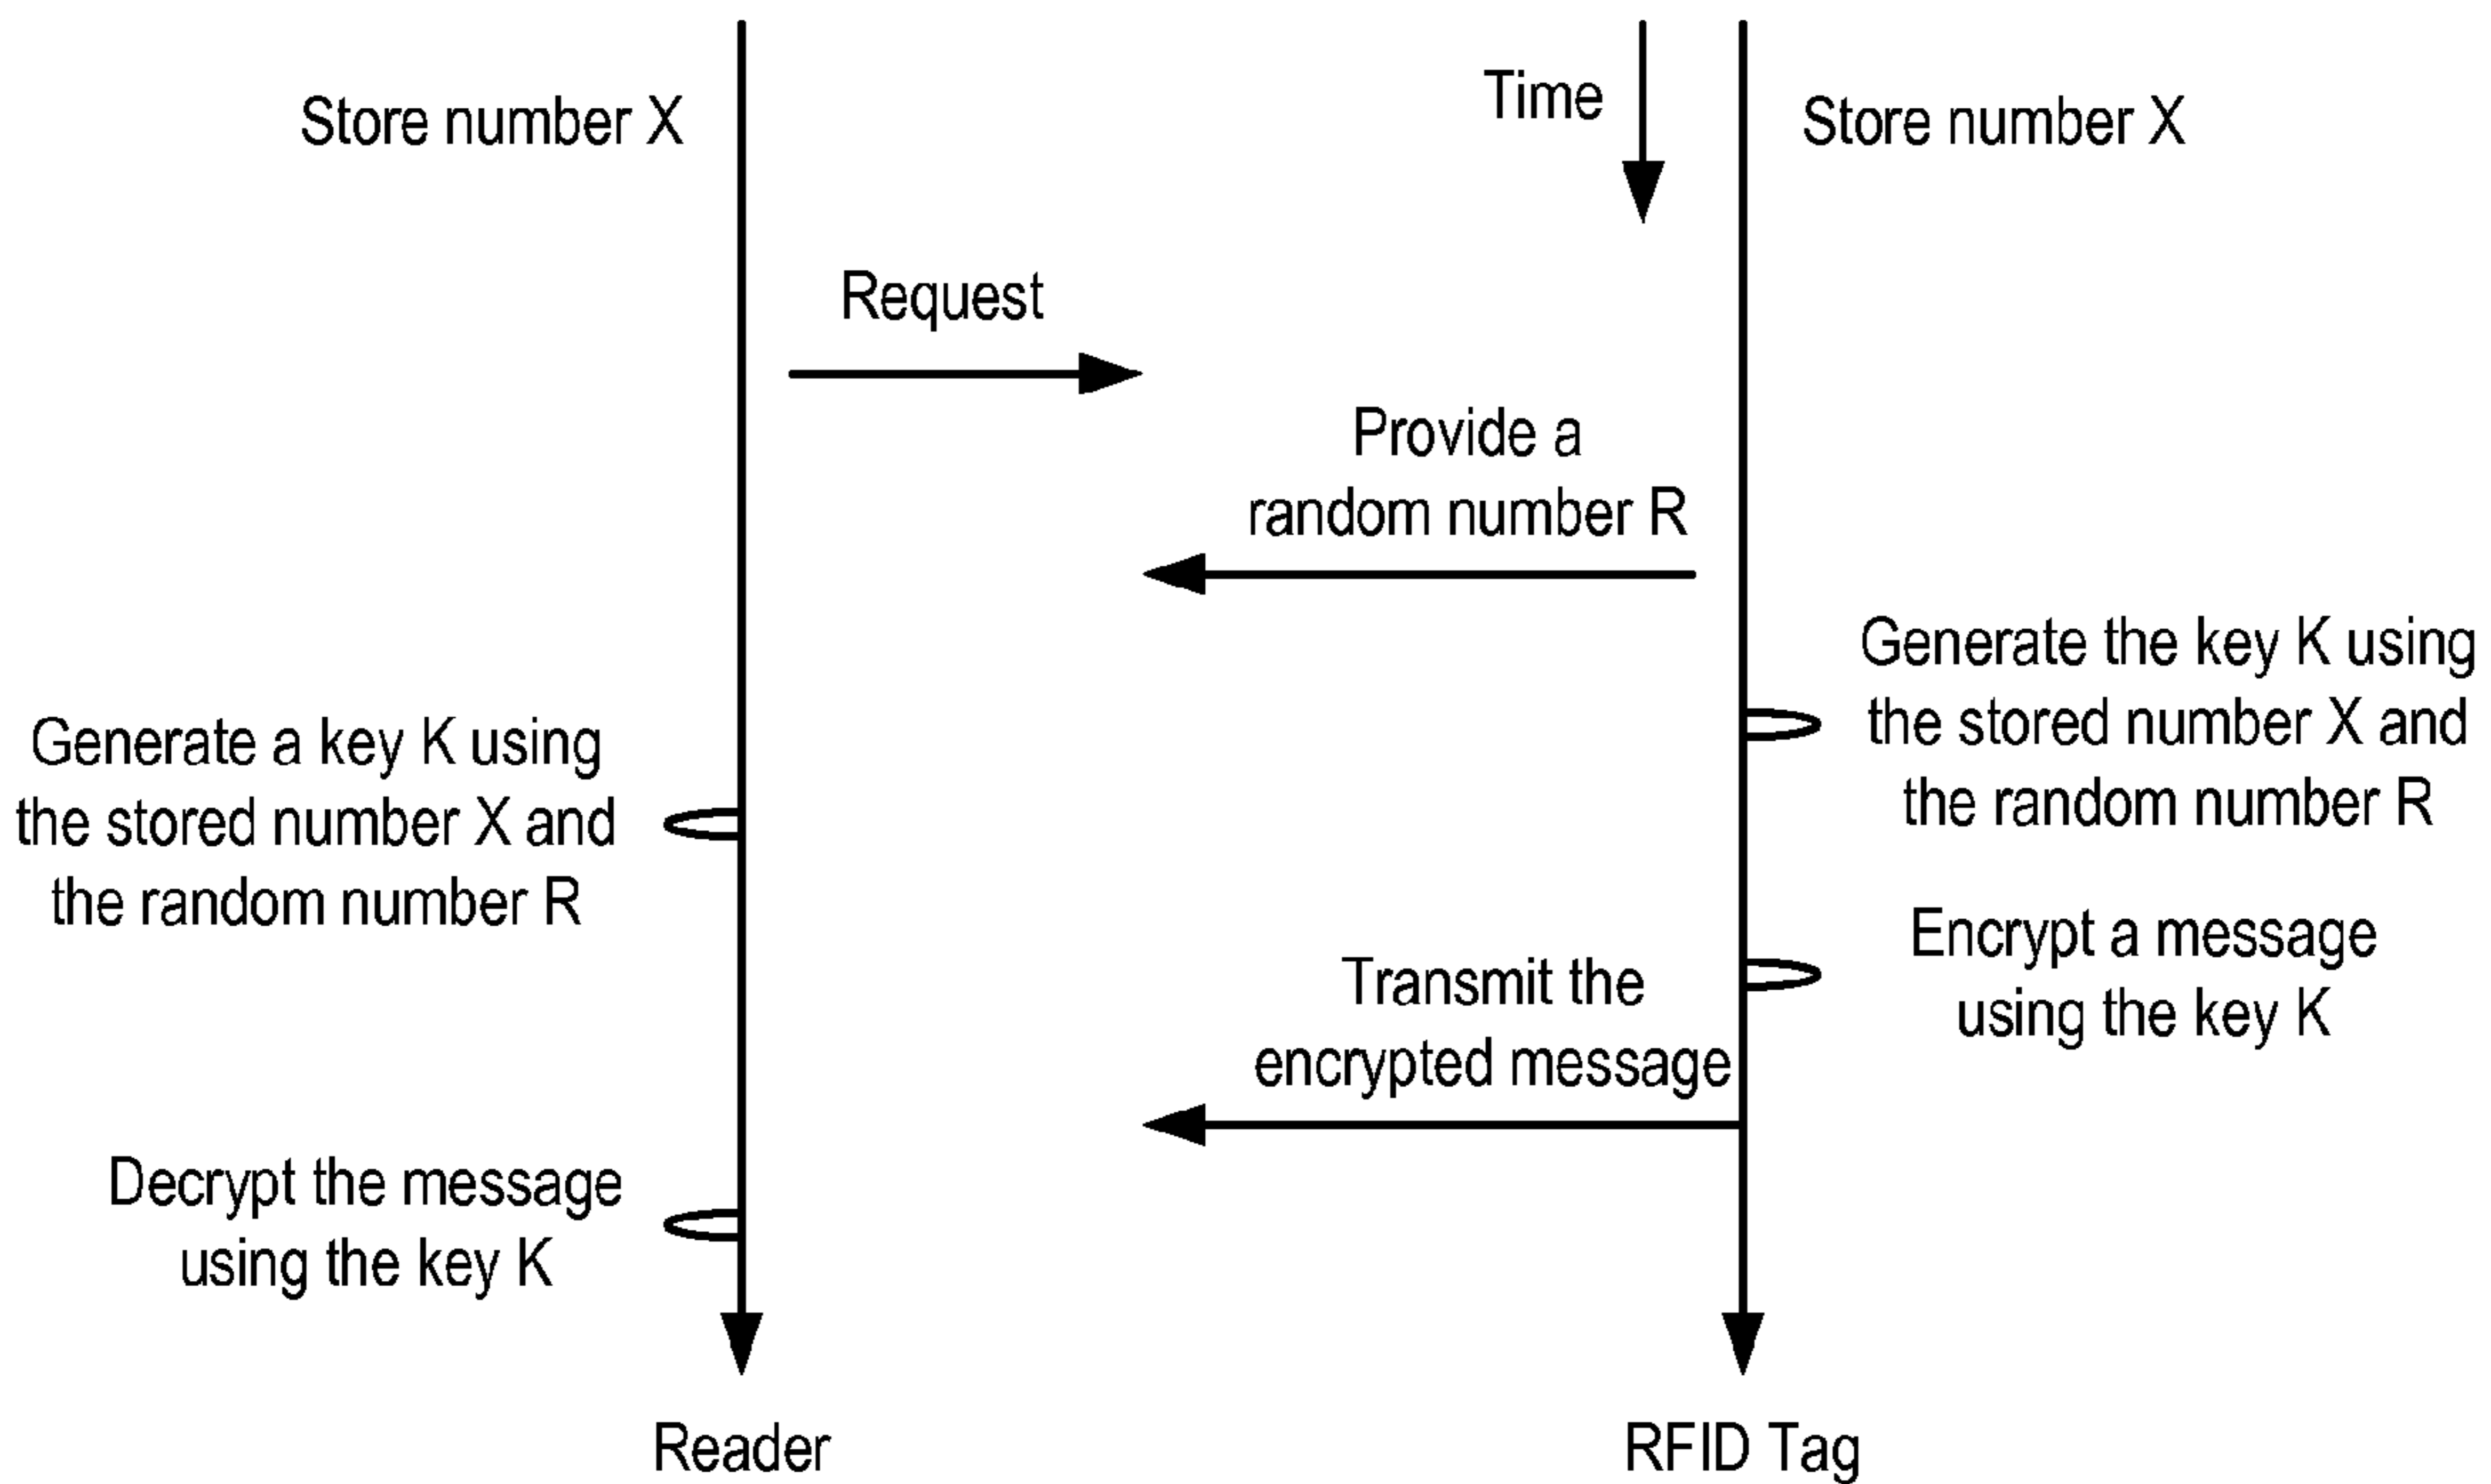 Time
Store number X
Store number X
Request
Provide a
random number R
Generate the key K using
the stored number X and
the random number R
Generate a key K using
the stored number X and
the random number R
Encrypt a message
using the key K
Transmit the
encrypted message
Decrypt the message
using the key K
Reader
RFID Tag